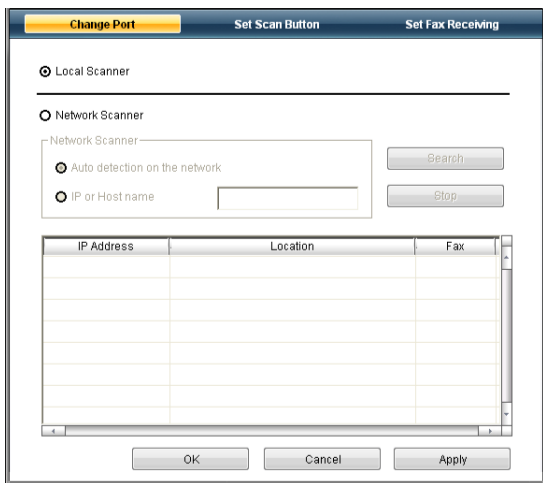 Change Port Set Scan Button Set Fax Receiving
Local Scanner
Network Scanner
Network Scanner
Auto detection on the network
Search
IP or Host name
Stop
IP Address Location Fax
OK Cancel Apply